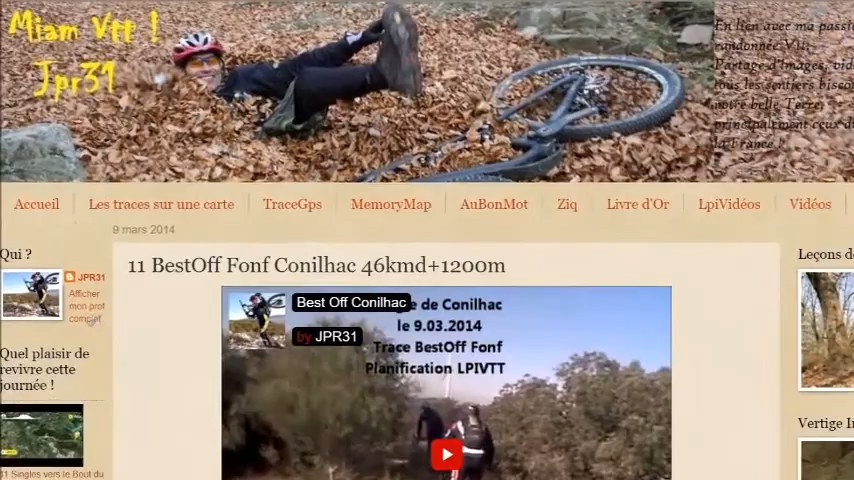 Miam Vtt !
Jpr31
En lien avec ma passi
randonnée Vtt,
Partage d'images, vid
tous les sentiers bisco
notre belle Terre,
principalement ceux d
la France !
Accueil
Les traces sur une carte
TraceGps
MemoryMap
AuBonMot
Ziq
Livre d'Or
LpiVidéos
Vidéos
9 mars 2014
Qui ?
JPR31
Afficher
mon prof
complet
Quel plaisir de
revivre cette
journée !
11 Singles vers le Bout du
11 BestOff Fonf Conilhac 46kmd+1200m
Best Off Conilhac
by JPR31
de Conilhac
le 9.03.2014
Trace BestOff Fonf
Planification LPIVTT
Leçons d
Vertige I